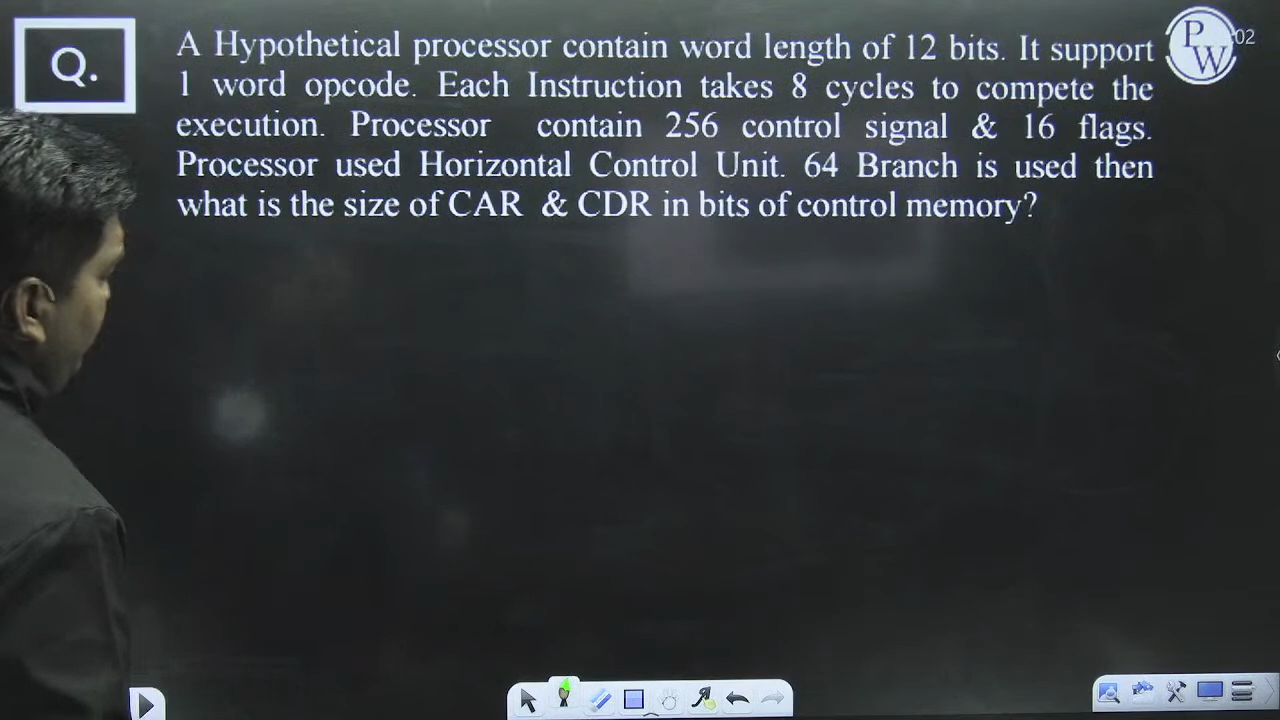 Q.
A Hypothetical processor contain word length of 12 bits. It support
1 word opcode. Each Instruction takes 8 cycles to compete the
execution. Processor contain 256 control signal & 16 flags.
Processor used Horizontal Control Unit. 64 Branch is used then
what is the size of CAR & CDR in bits of control memory?
P
W
02